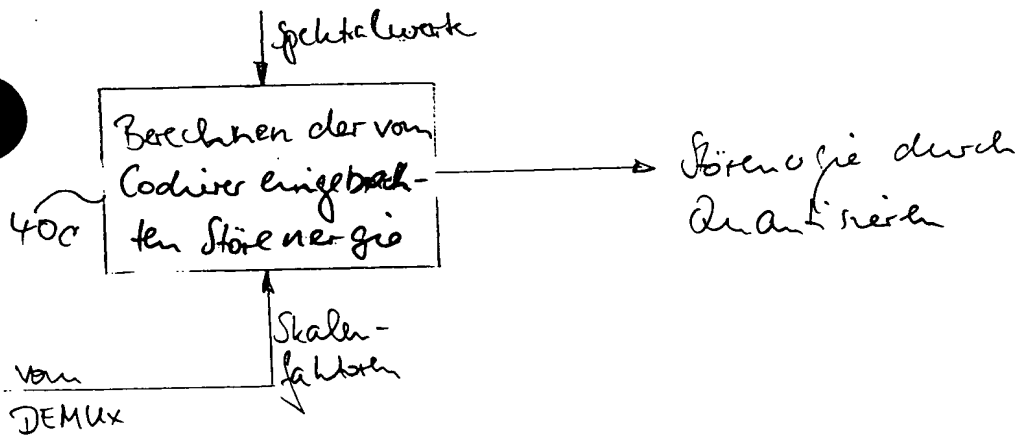 Spektralwerte
Berechnen der vom
Codierer eingebrach-
ten Störenergie
40c
Störenergie durch
Quantisieren
Skalen-
faktoren
vom
DEMUX